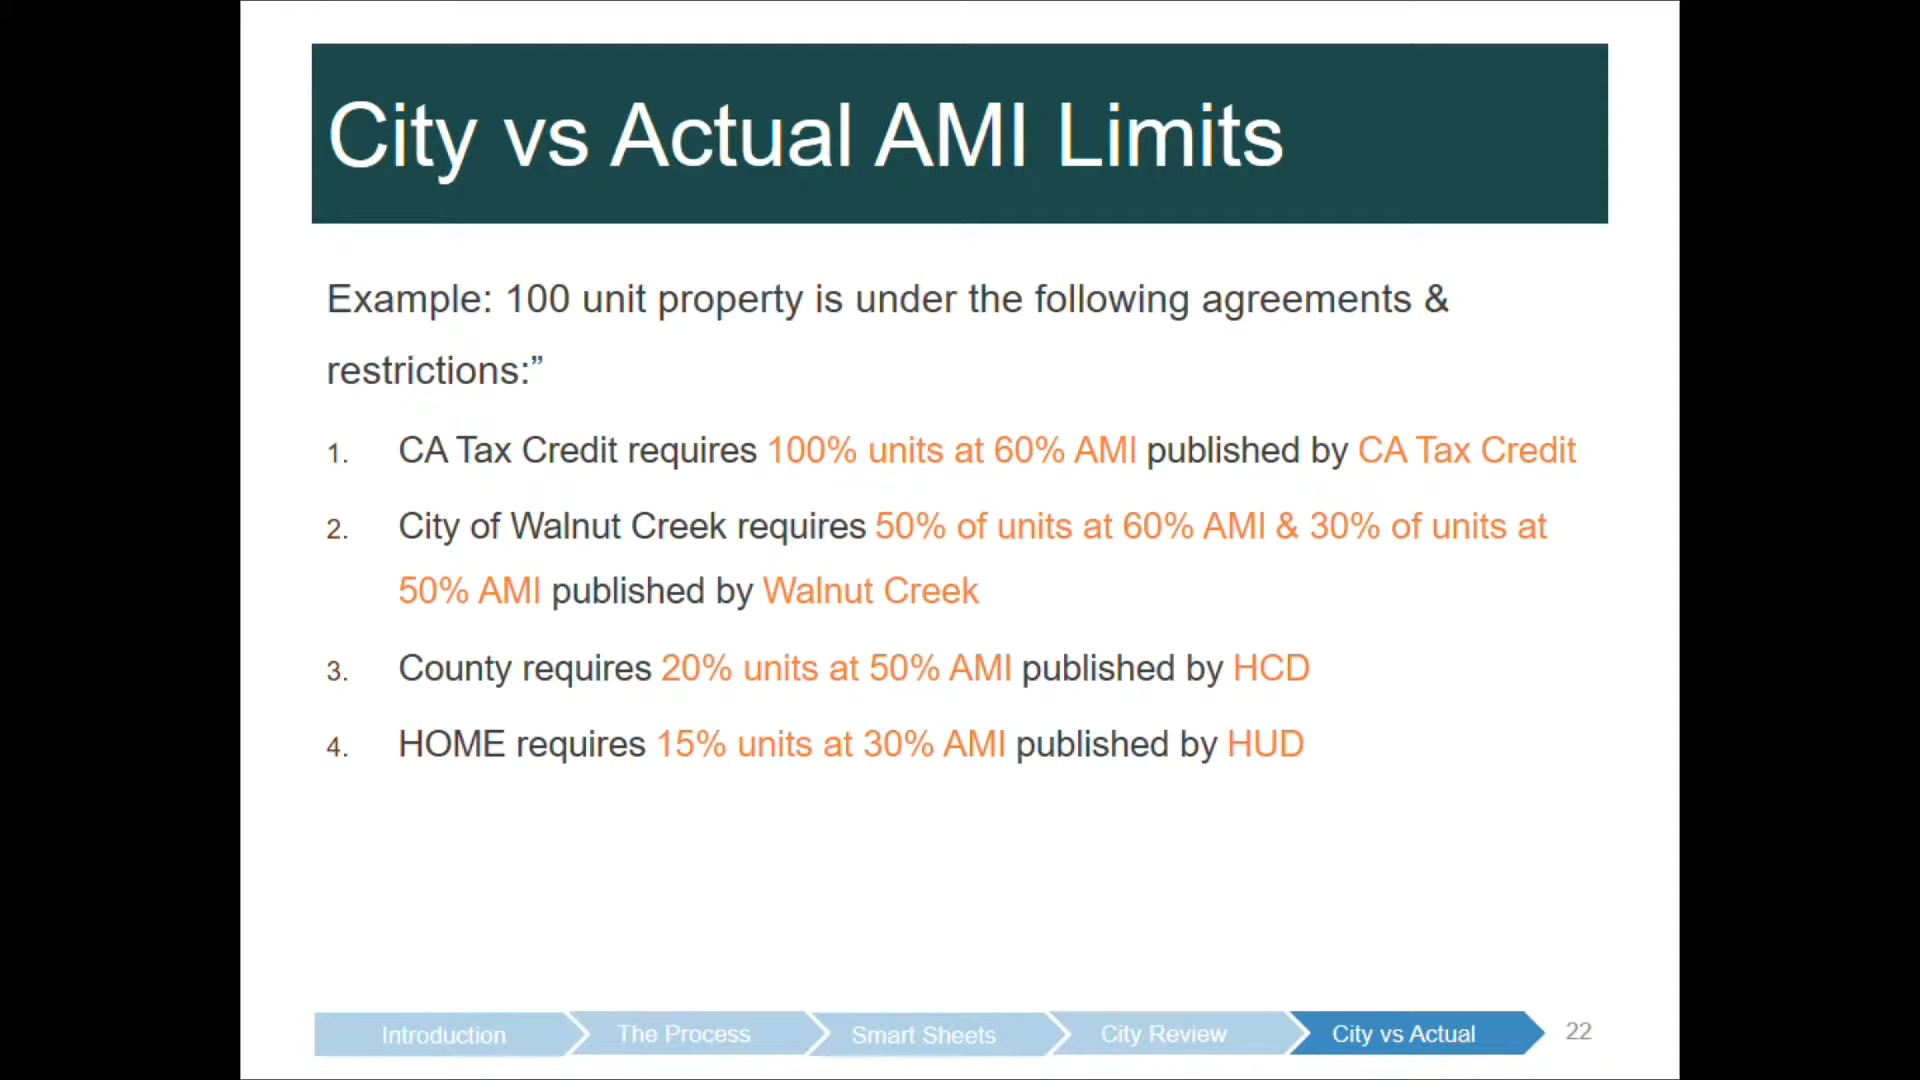 City vs Actual AMI Limits
Example: 100 unit property is under the following agreements &
restrictions:”
1. CA Tax Credit requires 100% units at 60% AMI published by CA Tax Credit
2. City of Walnut Creek requires 50% of units at 60% AMI & 30% of units at
50% AMI published by Walnut Creek
3. County requires 20% units at 50% AMI published by HCD
4. HOME requires 15% units at 30% AMI published by HUD
Introduction The Process Smart Sheets City Review City vs Actual 22